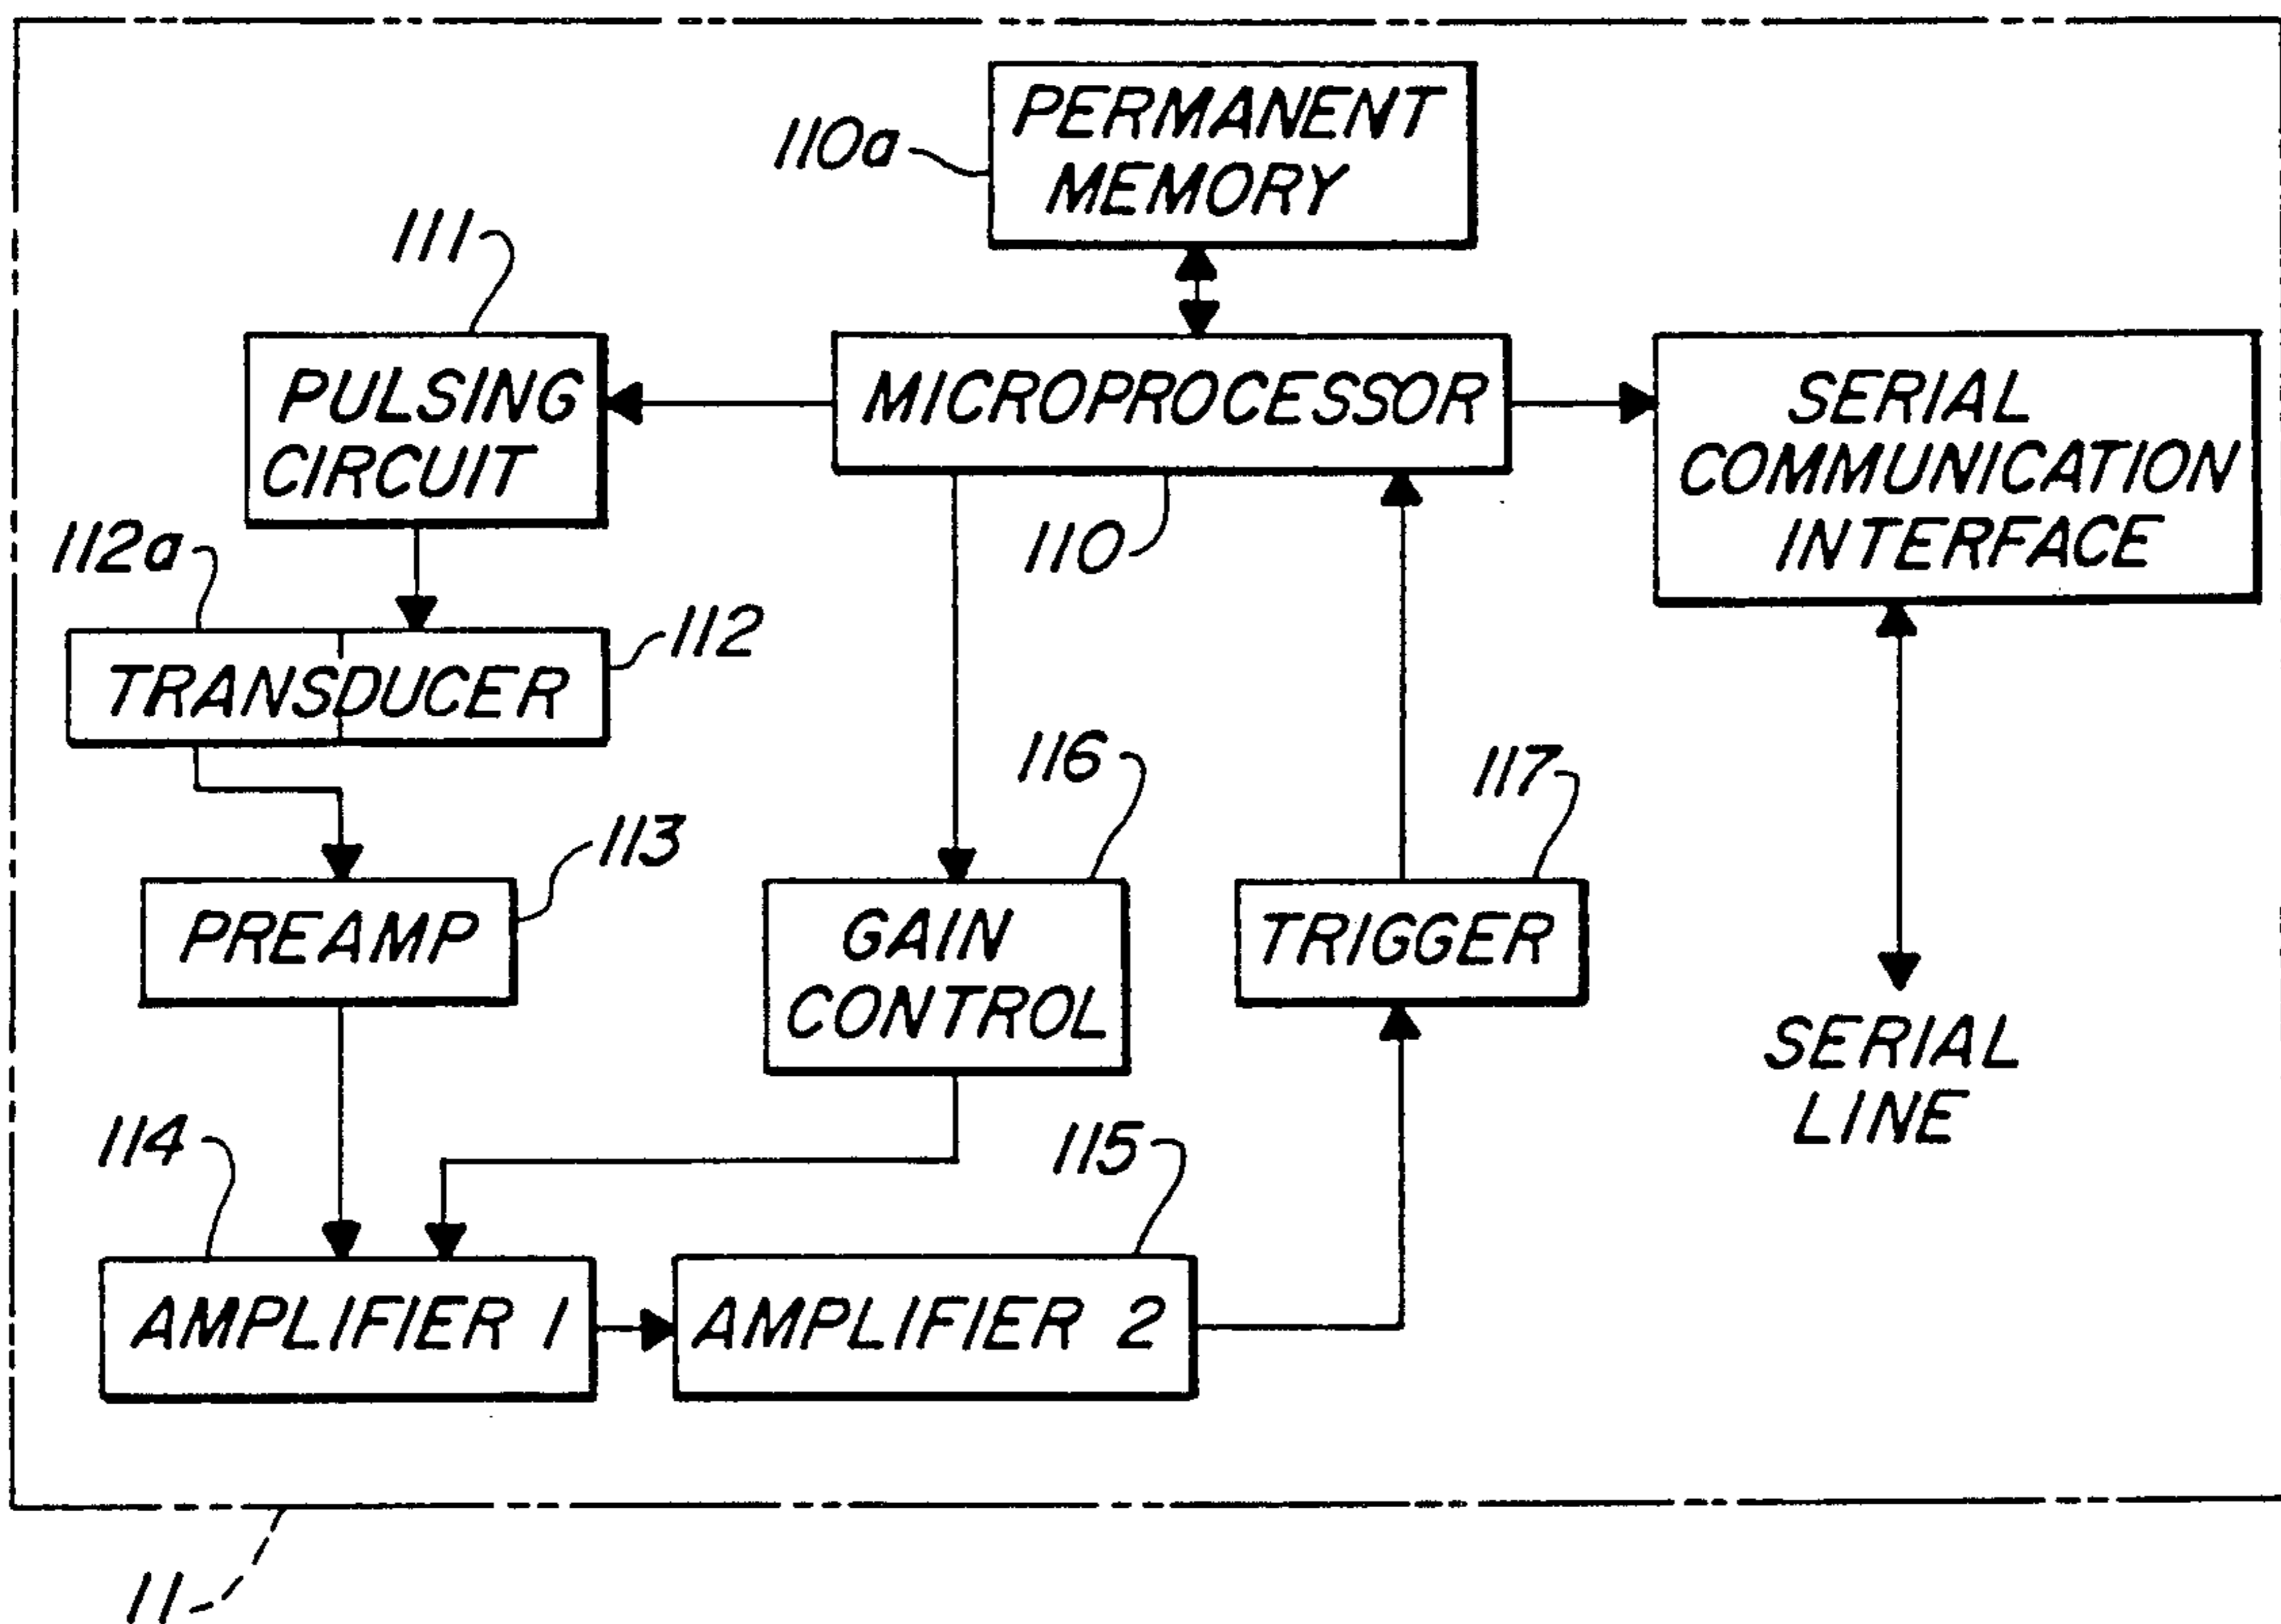 PERMANENT
MEMORY
110a
111
PULSING
CIRCUIT
MICROPROCESSOR
SERIAL
COMMUNICATION
INTERFACE
110
112a
112
TRANSDUCER
116
117
113
PREAMP
GAIN
CONTROL
TRIGGER
SERIAL
LINE
114
115
AMPLIFIER 1
AMPLIFIER 2
11